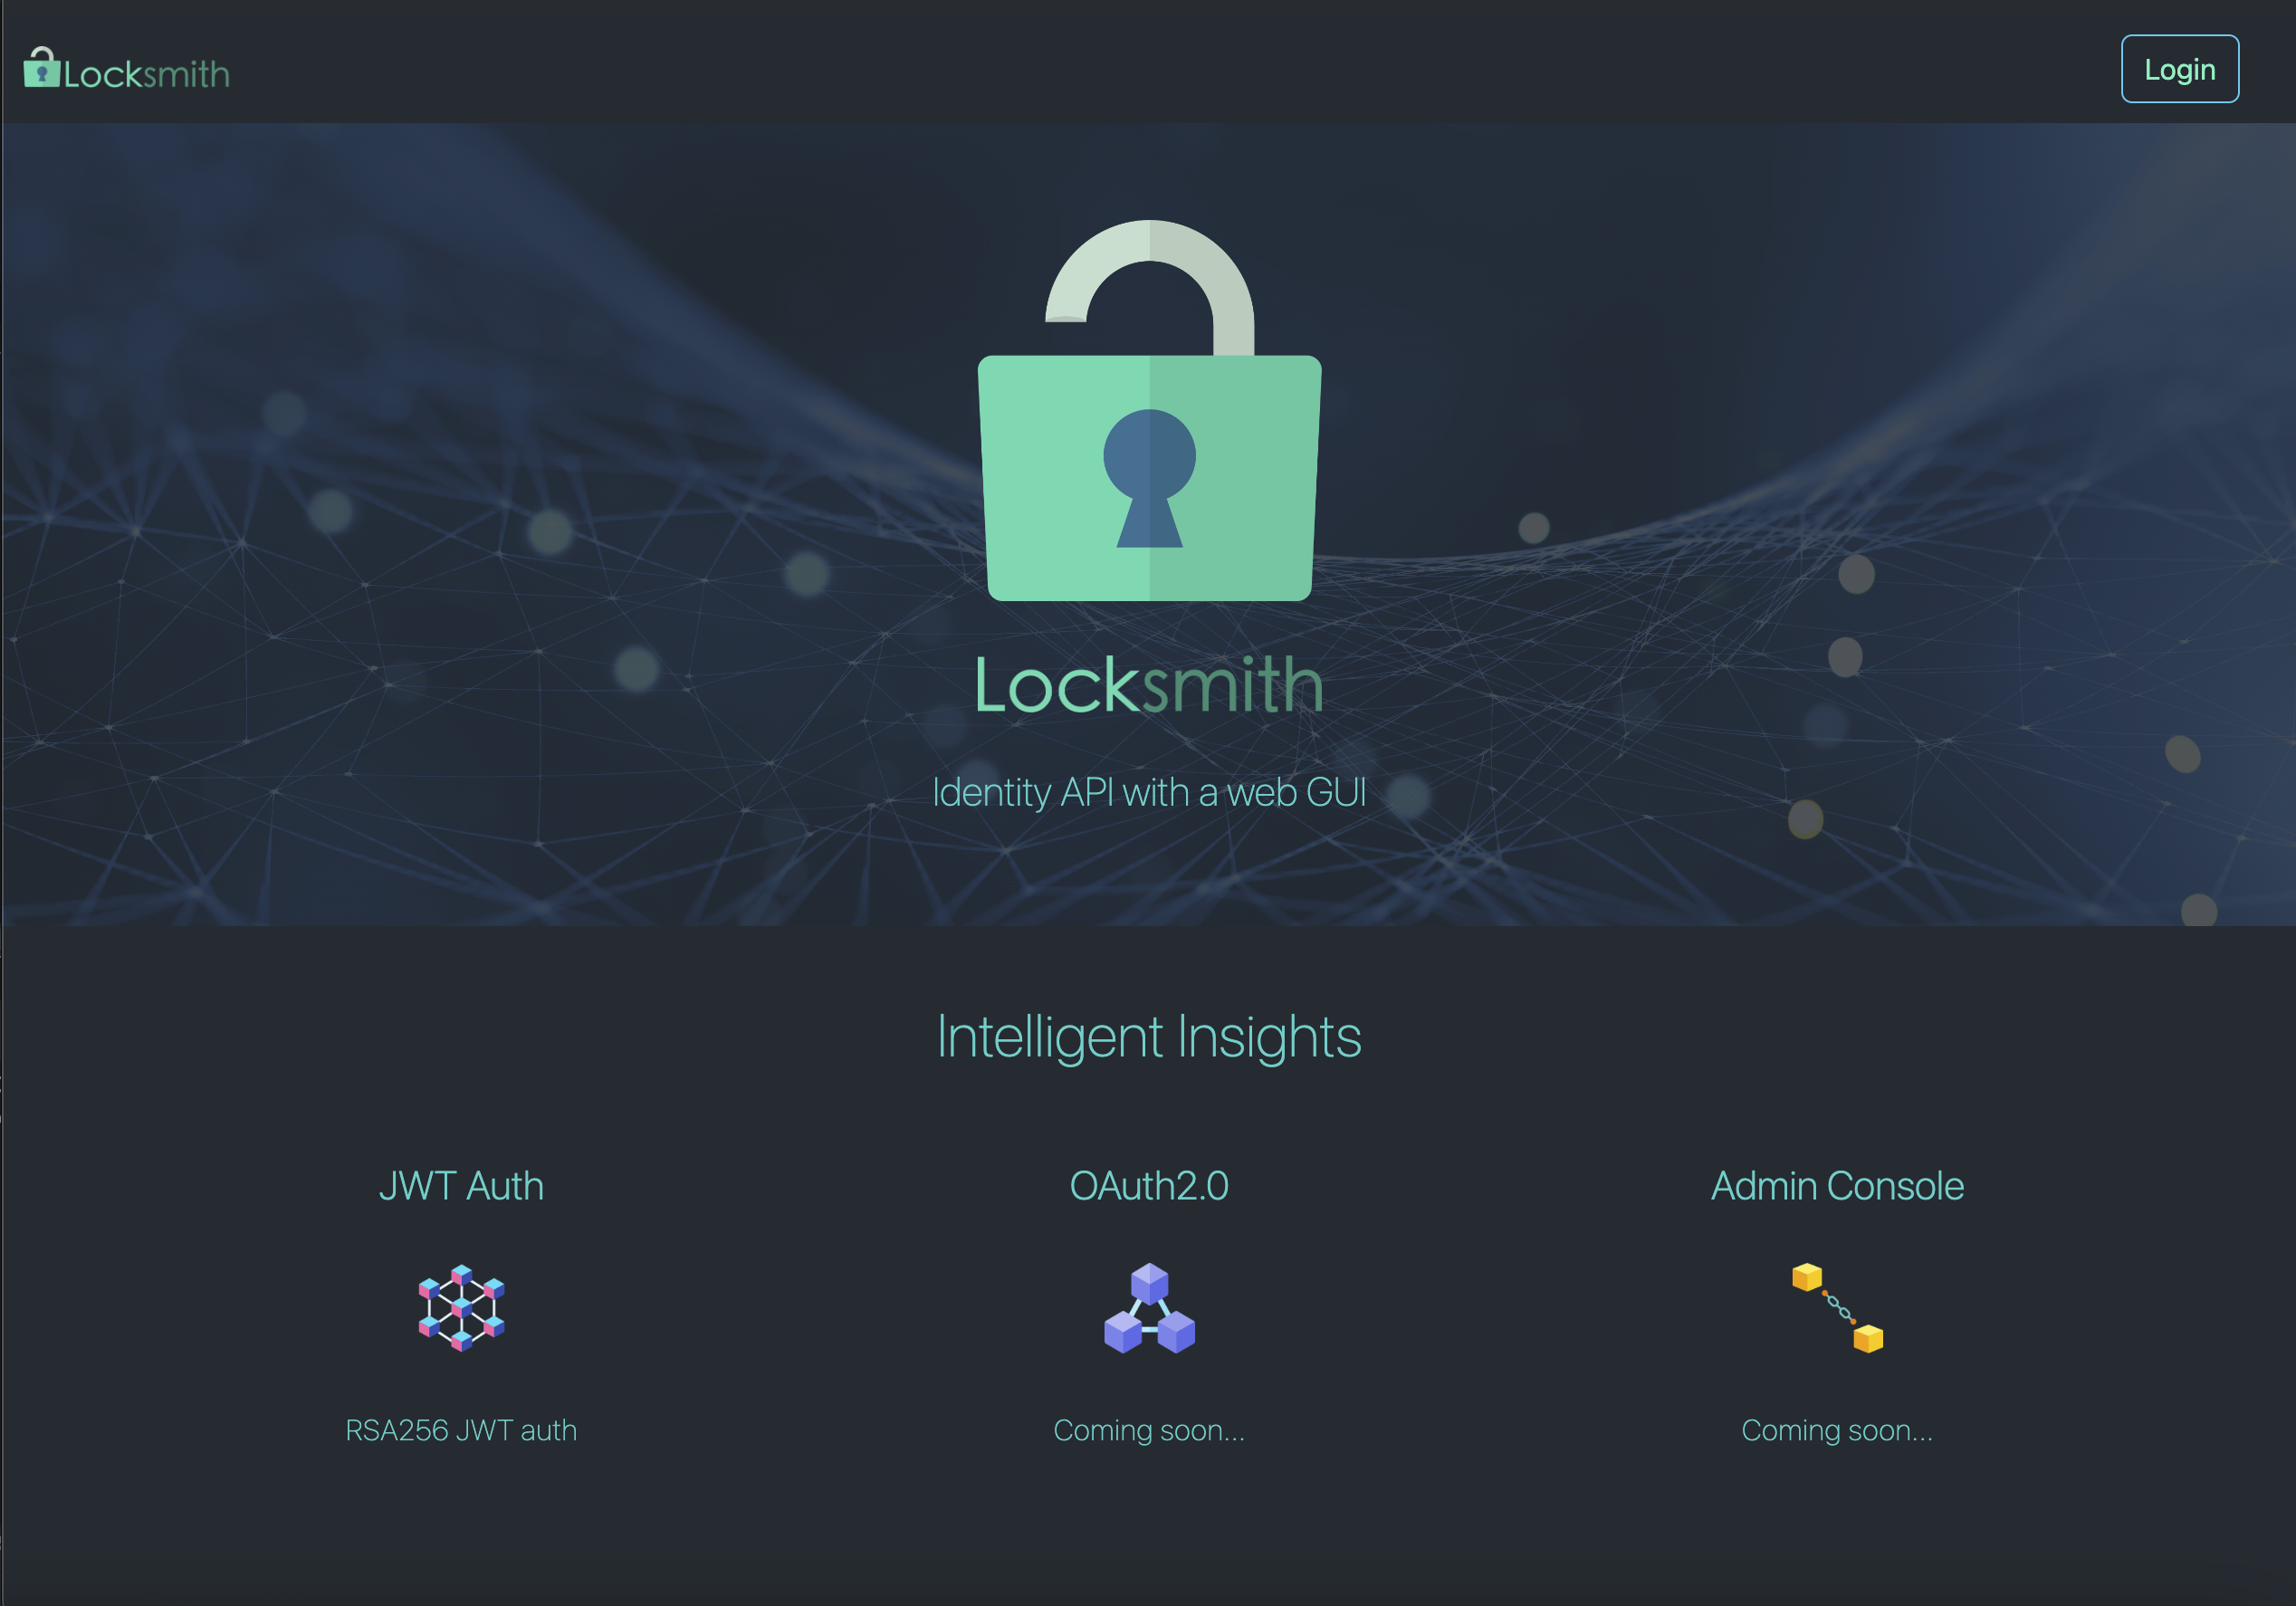 Locksmith
Login
Locksmith
Identity API with a web GUI
Intelligent Insights
JWT Auth
OAuth2.0
Admin Console
RSA256 JWT auth
Coming soon...
Coming soon...